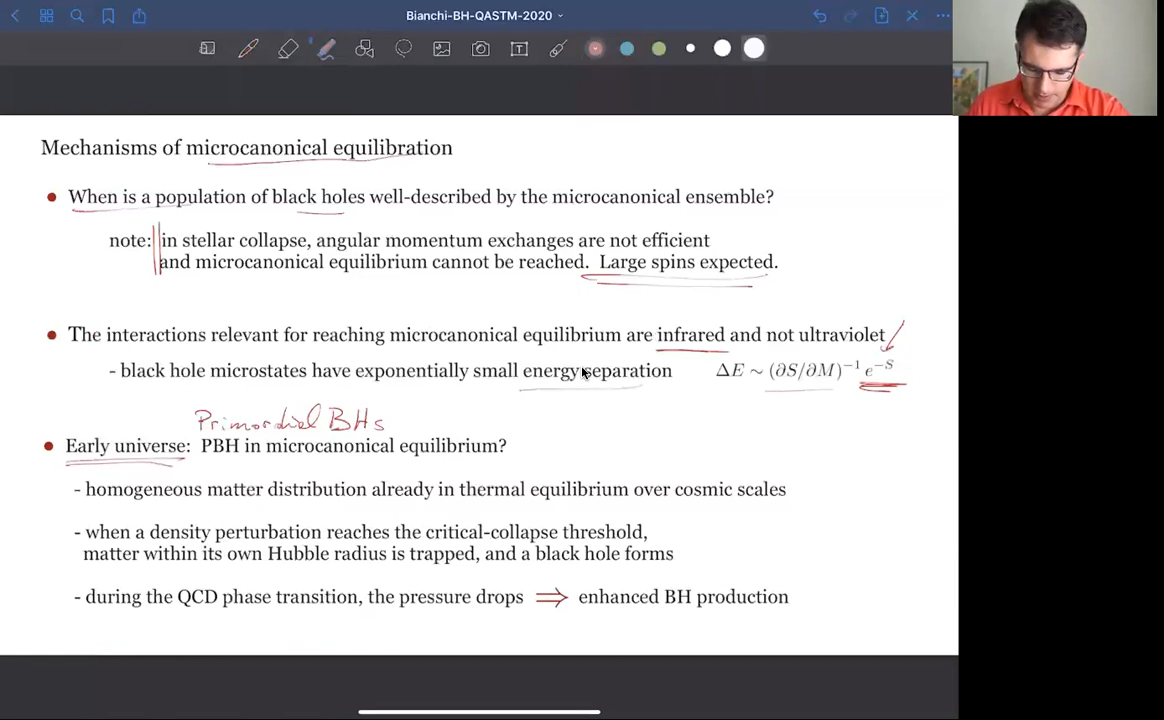 Bianchi-BH-QASTM-2020
Mechanisms of microcanonical equilibration
When is a population of black holes well-described by the microcanonical ensemble?
note: in stellar collapse, angular momentum exchanges are not efficient
and microcanonical equilibrium cannot be reached. Large spins expected.
The interactions relevant for reaching microcanonical equilibrium are infrared and not ultraviolet
- black hole microstates have exponentially small energy separation ΔE ~ (∂S/∂M)⁻¹ e⁻ˢ
Primordial BHs
Early universe: PBH in microcanonical equilibrium?
- homogeneous matter distribution already in thermal equilibrium over cosmic scales
- when a density perturbation reaches the critical-collapse threshold,
matter within its own Hubble radius is trapped, and a black hole forms
- during the QCD phase transition, the pressure drops ⟹ enhanced BH production